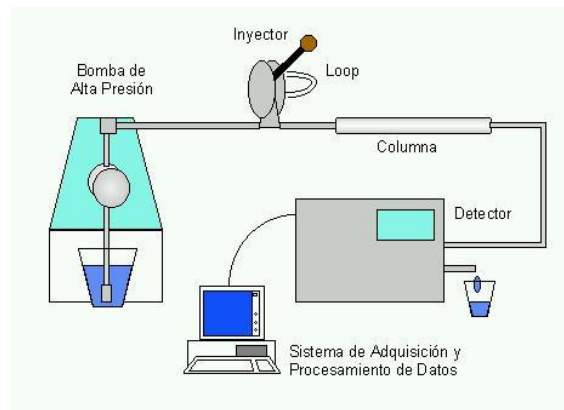 Inyector
Bomba de
Alta Presión
Loop
Columna
Detector
Sistema de Adquisición y
Procesamiento de Datos